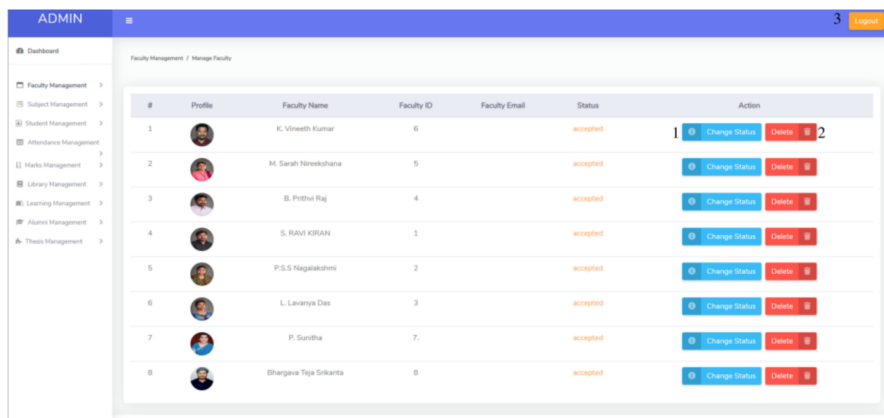 ADMIN
3 Logout
Dashboard
Faculty Management / Manage Faculty
Faculty Management >
Subject Management >
Student Management >
Attendance Management >
Marks Management >
Library Management >
Learning Management >
Alumni Management >
Thesis Management >
# Profile Faculty Name Faculty ID Faculty Email Status Action
1 K. Vineeth Kumar 6 accepted 1 Change Status Delete 2
2 M. Sarah Nireekshana 5 accepted Change Status Delete
3 B. Prithvi Raj 4 accepted Change Status Delete
4 S. RAVI KIRAN 1 accepted Change Status Delete
5 P.S.S Nagalakshmi 2 accepted Change Status Delete
6 L. Lavanya Das 3 accepted Change Status Delete
7 P. Sunitha 7. accepted Change Status Delete
8 Bhargava Teja Srikanta 8 accepted Change Status Delete